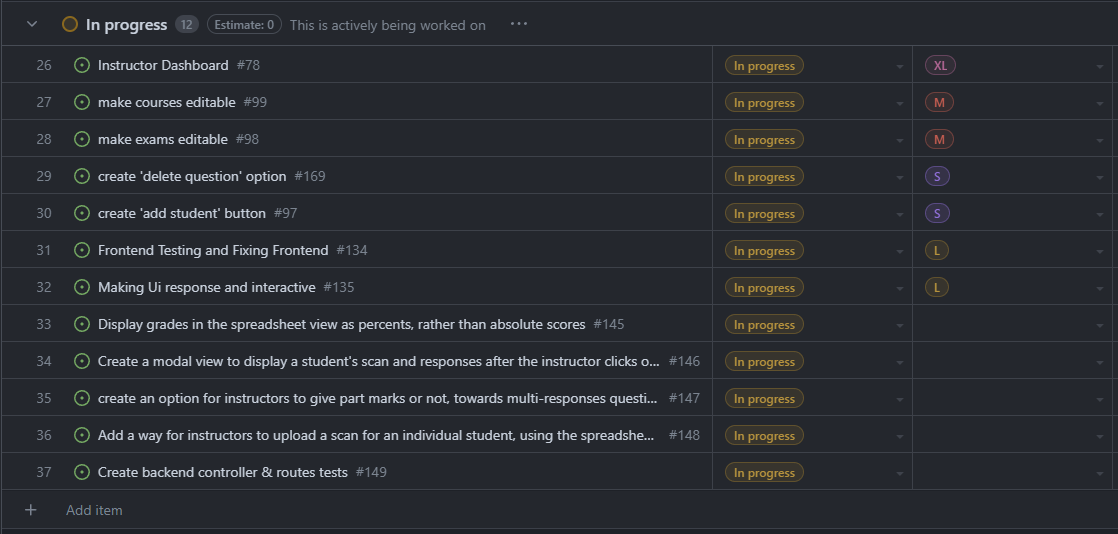 In progress 12 Estimate: 0 This is actively being worked on ...
26 Instructor Dashboard #78 In progress XL
27 make courses editable #99 In progress M
28 make exams editable #98 In progress M
29 create 'delete question' option #169 In progress S
30 create 'add student' button #97 In progress S
31 Frontend Testing and Fixing Frontend #134 In progress L
32 Making Ui response and interactive #135 In progress L
33 Display grades in the spreadsheet view as percents, rather than absolute scores #145 In progress
34 Create a modal view to display a student's scan and responses after the instructor clicks o... #146 In progress
35 create an option for instructors to give part marks or not, towards multi-responses questi... #147 In progress
36 Add a way for instructors to upload a scan for an individual student, using the spreadshe... #148 In progress
37 Create backend controller & routes tests #149 In progress
+ Add item